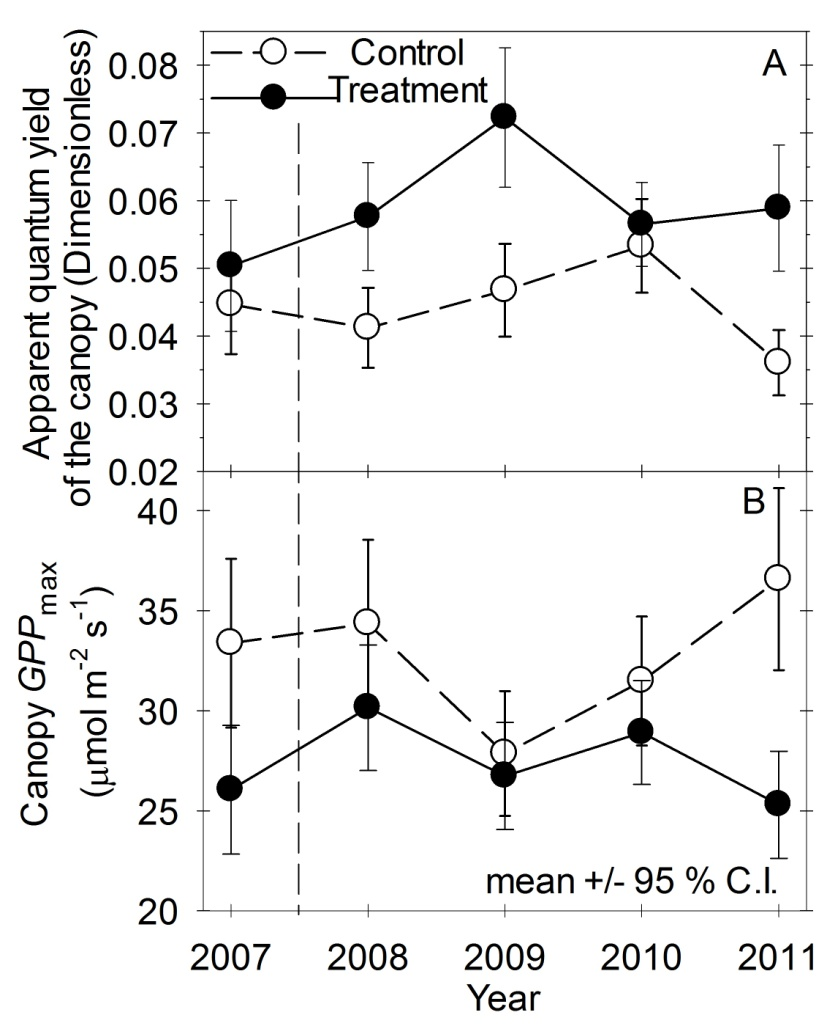 Control
Treatment
A
Apparent quantum yield
of the canopy (Dimensionless)
0.08
0.07
0.06
0.05
0.04
0.03
0.02
B
Canopy GPPmax
(μmol m-2 s-1)
40
35
30
25
20
mean +/- 95 % C.I.
2007 2008 2009 2010 2011
Year